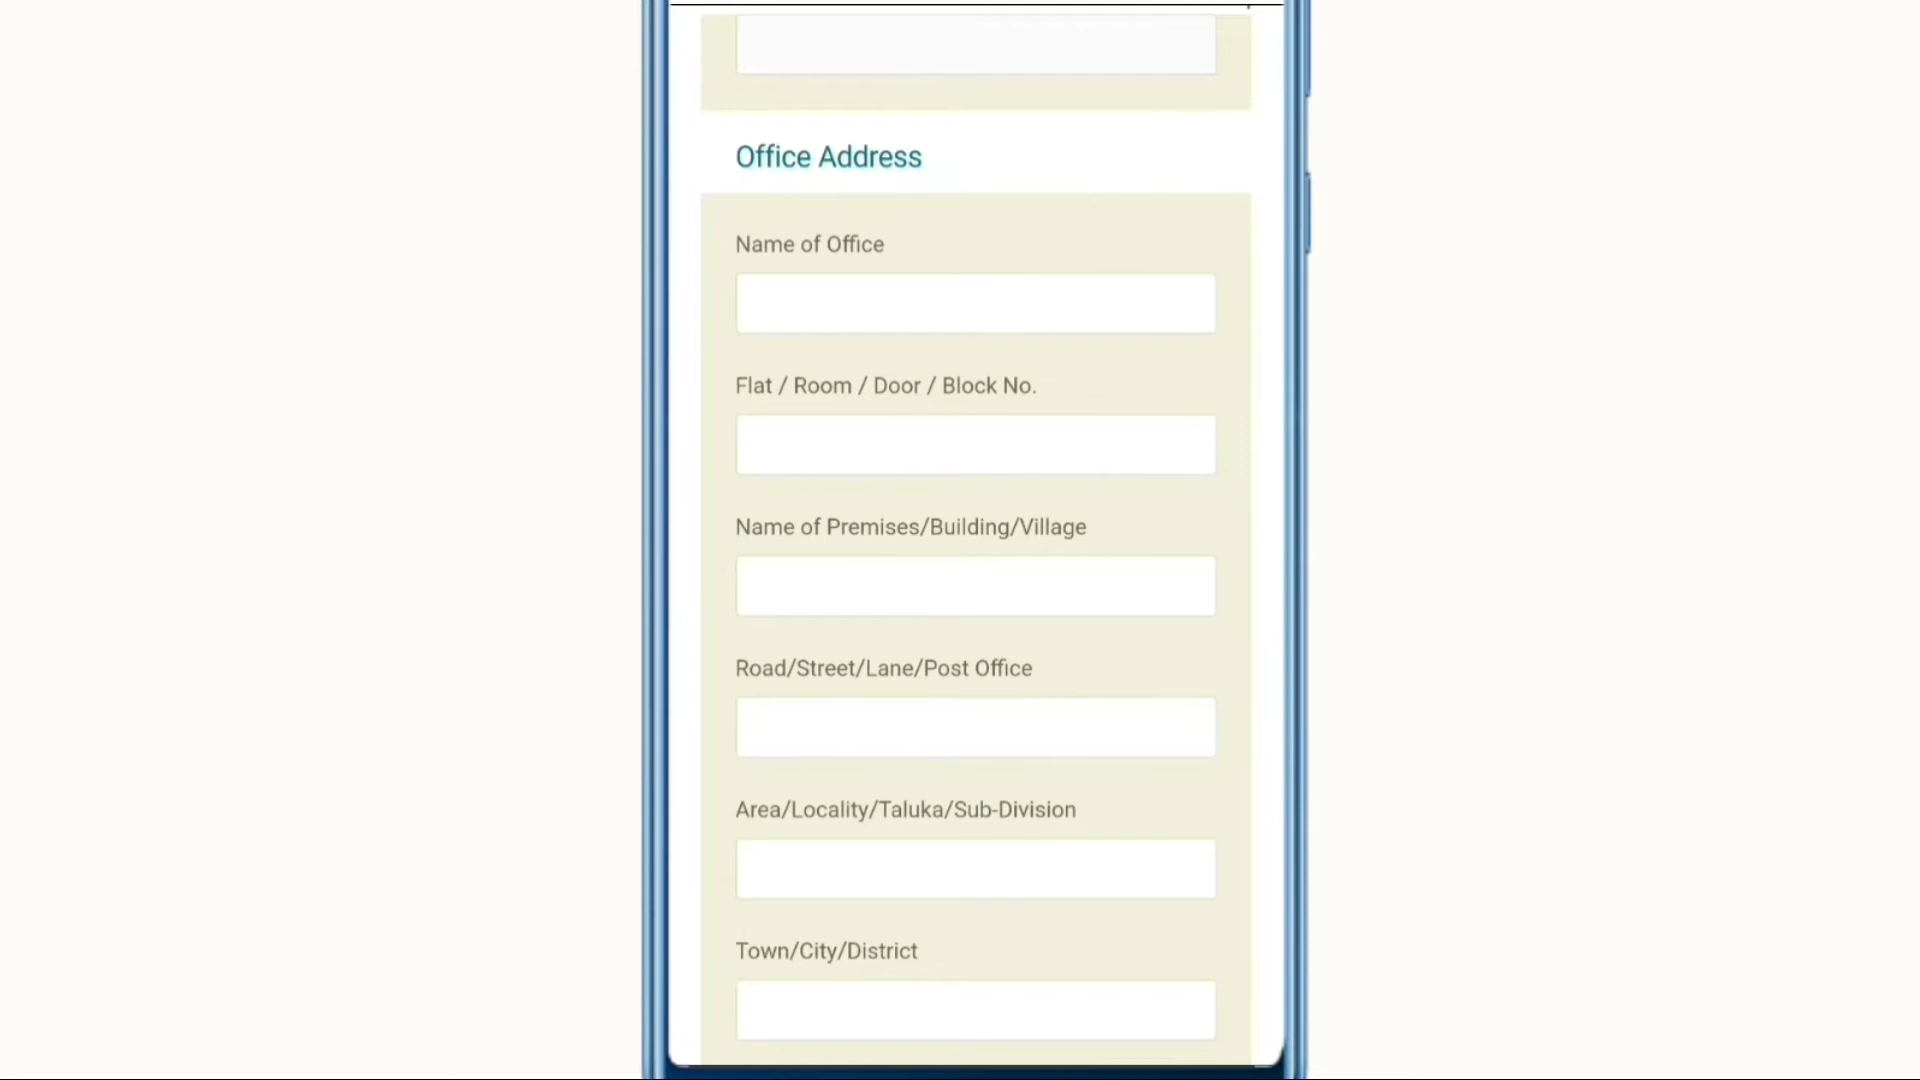 Office Address
Name of Office
Flat / Room / Door / Block No.
Name of Premises/Building/Village
Road/Street/Lane/Post Office
Area/Locality/Taluka/Sub-Division
Town/City/District